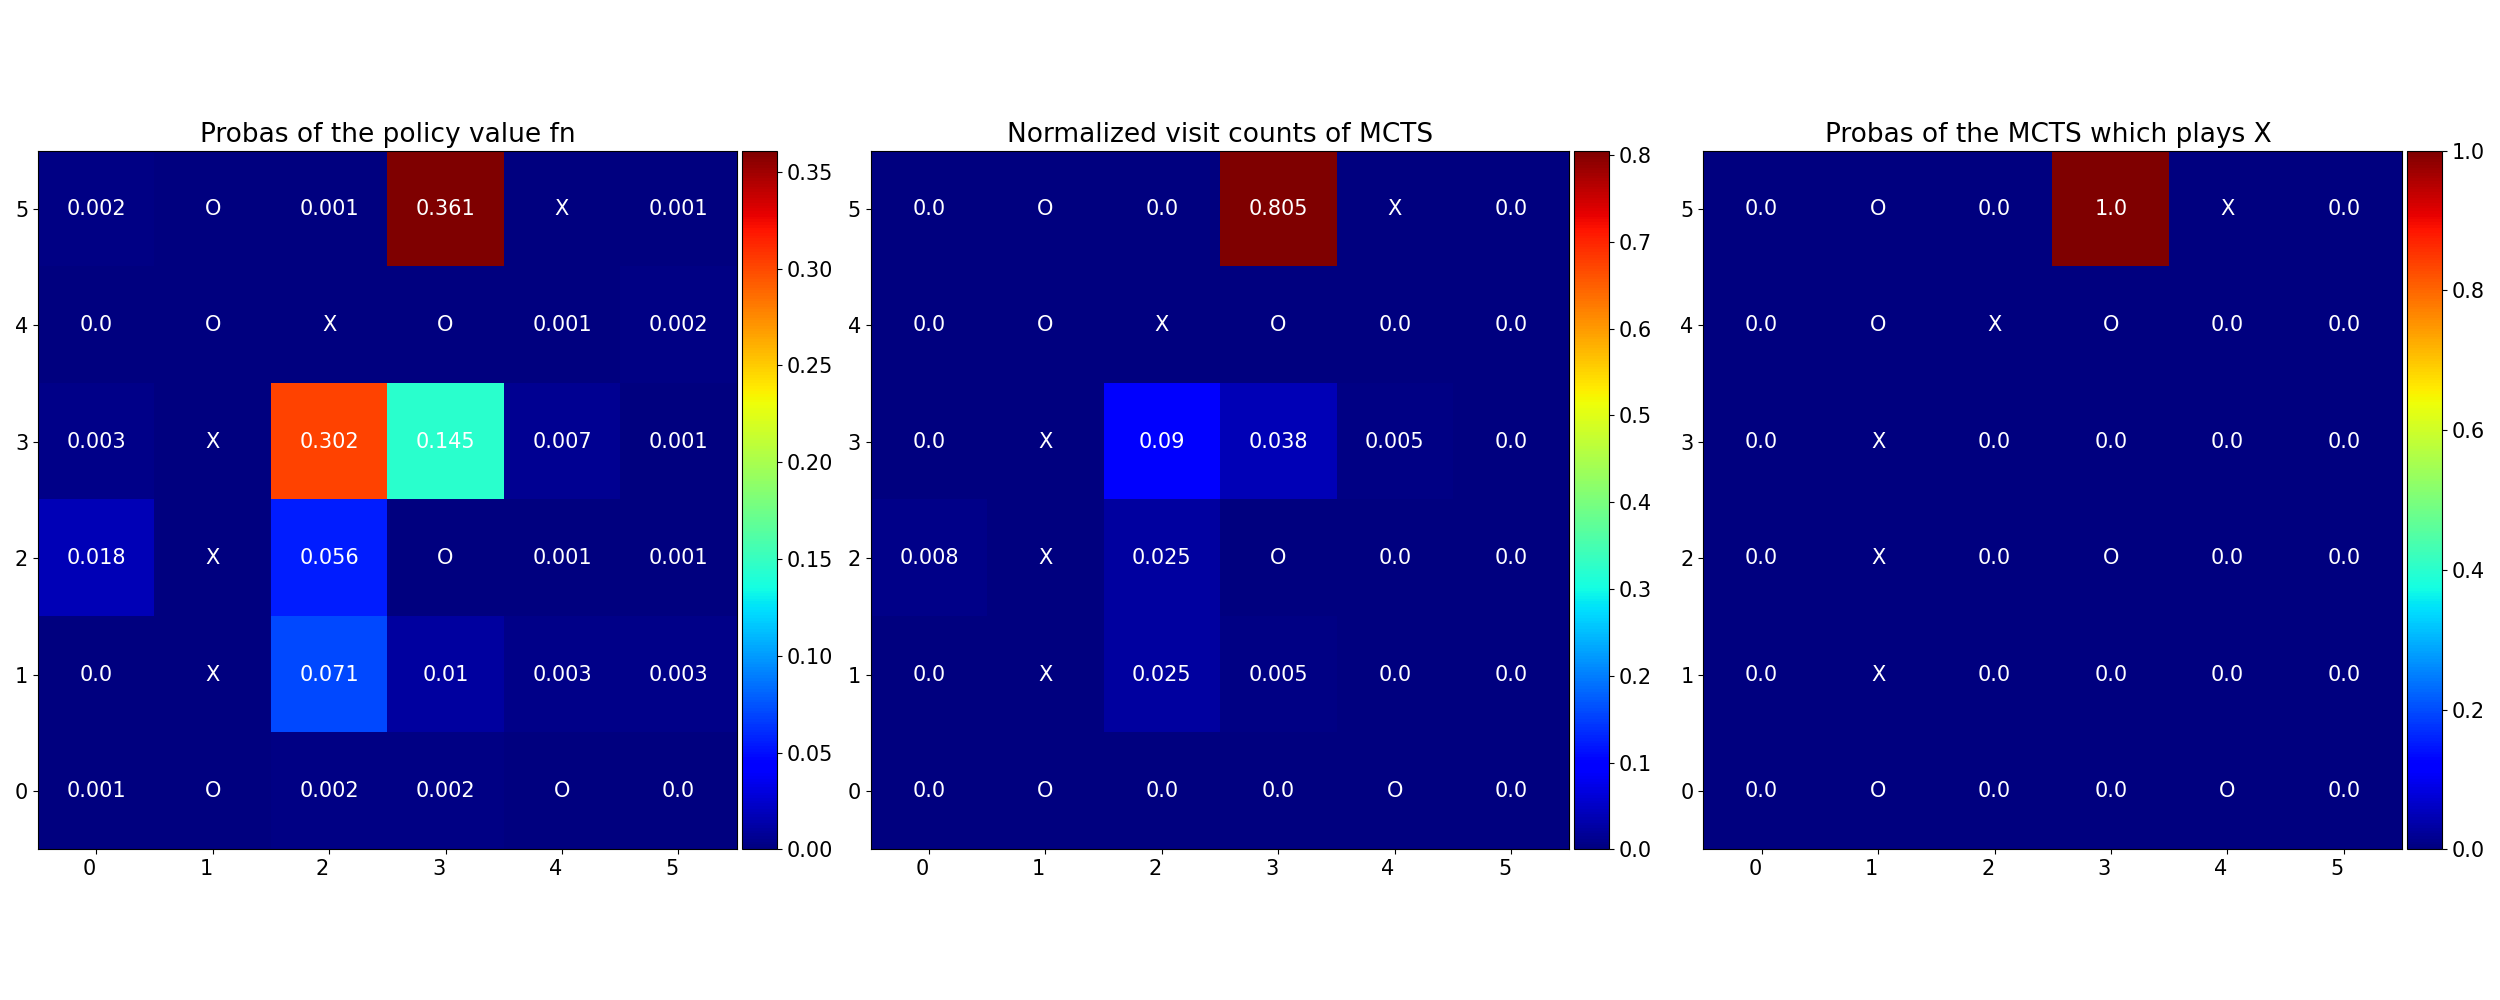 Probas of the policy value fn
5 0.002 O 0.001 0.361 X 0.001
4 0.0 O X O 0.001 0.002
3 0.003 X 0.302 0.145 0.007 0.001
2 0.018 X 0.056 O 0.001 0.001
1 0.0 X 0.071 0.01 0.003 0.003
0 0.001 O 0.002 0.002 O 0.0
0 1 2 3 4 5
0.35
0.30
0.25
0.20
0.15
0.10
0.05
0.00
Normalized visit counts of MCTS
5 0.0 O 0.0 0.805 X 0.0
4 0.0 O X O 0.0 0.0
3 0.0 X 0.09 0.038 0.005 0.0
2 0.008 X 0.025 O 0.0 0.0
1 0.0 X 0.025 0.005 0.0 0.0
0 0.0 O 0.0 0.0 O 0.0
0 1 2 3 4 5
0.8
0.7
0.6
0.5
0.4
0.3
0.2
0.1
0.0
Probas of the MCTS which plays X
5 0.0 O 0.0 1.0 X 0.0
4 0.0 O X O 0.0 0.0
3 0.0 X 0.0 0.0 0.0 0.0
2 0.0 X 0.0 O 0.0 0.0
1 0.0 X 0.0 0.0 0.0 0.0
0 0.0 O 0.0 0.0 O 0.0
0 1 2 3 4 5
1.0
0.8
0.6
0.4
0.2
0.0